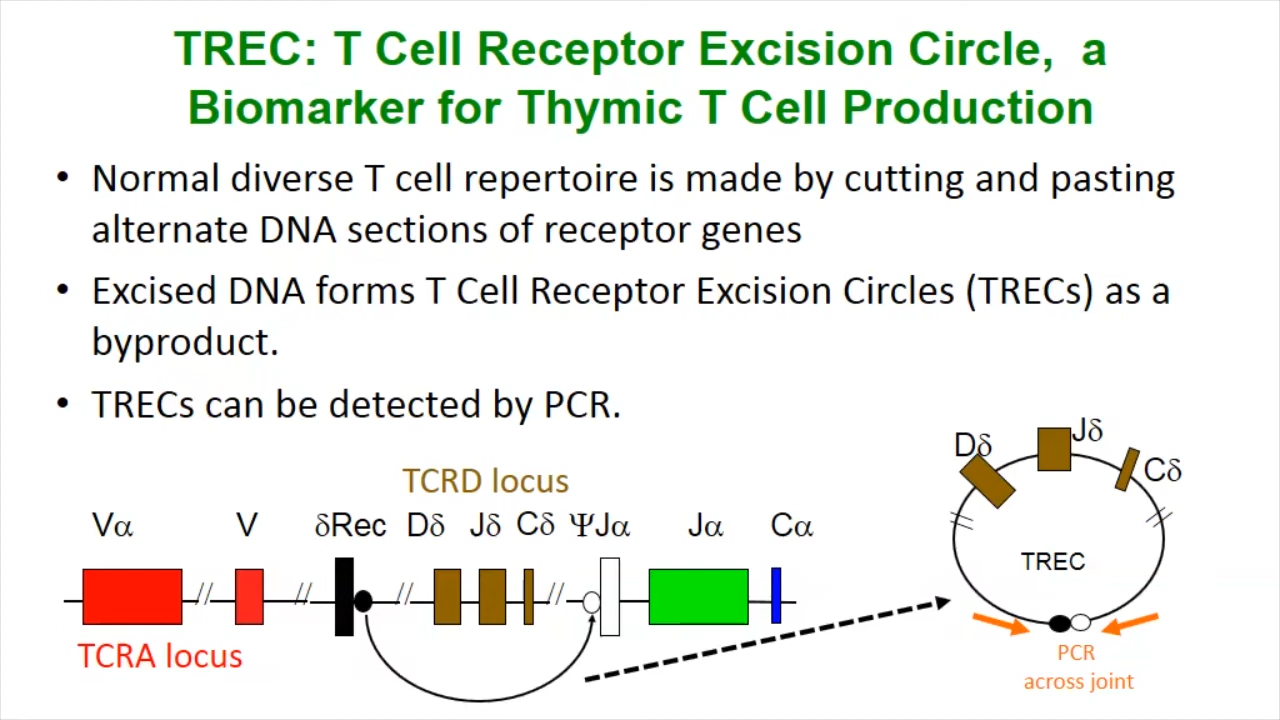 TREC: T Cell Receptor Excision Circle,  a
Biomarker for Thymic T Cell Production
• Normal diverse T cell repertoire is made by cutting and pasting
alternate DNA sections of receptor genes
• Excised DNA forms T Cell Receptor Excision Circles (TRECs) as a
byproduct.
• TRECs can be detected by PCR.
TCRD locus
Vα V δRec Dδ Jδ Cδ ΨJα Jα Cα
TCRA locus
Dδ Jδ Cδ
TREC
PCR
across joint